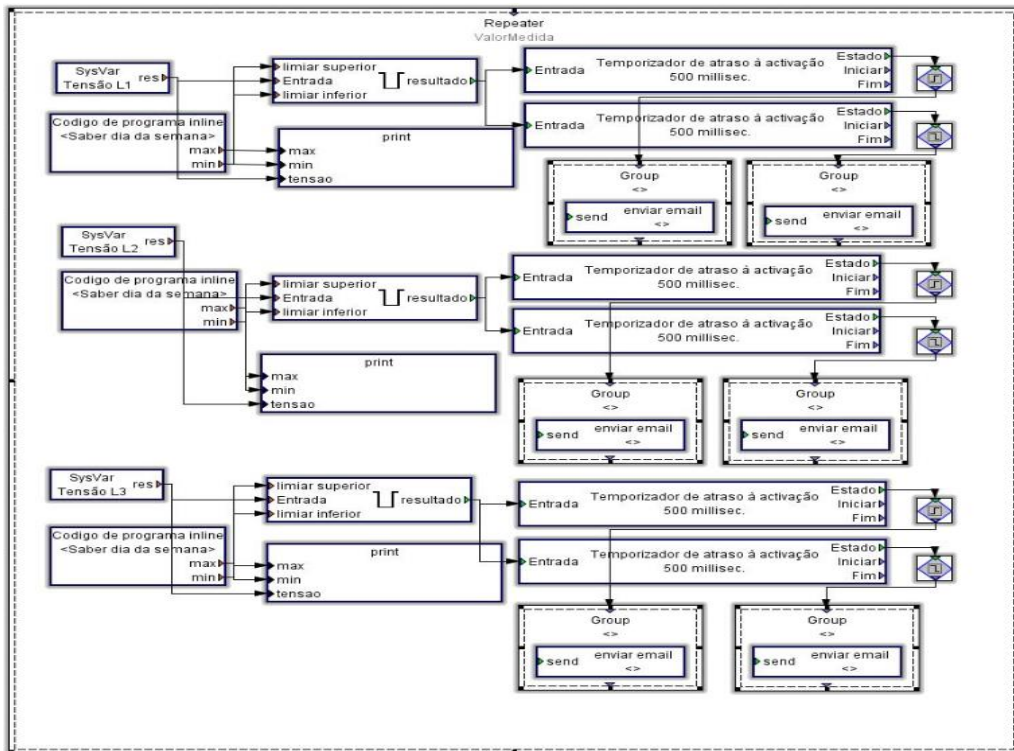 Repeater
ValorMedida
SysVar
Tensão L1
res
limiar superior
Entrada
limiar inferior
resultado
Entrada
Temporizador de atraso à activação
500 millisec.
Estado
Iniciar
Fim
Codigo de programa inline
<Saber dia da semana>
max
min
print
max
min
tensao
Entrada
Temporizador de atraso à activação
500 millisec.
Estado
Iniciar
Fim
Group
<>
send
enviar email
<>
Group
<>
send
enviar email
<>
SysVar
Tensão L2
res
Codigo de programa inline
<Saber dia da semana>
max
min
limiar superior
Entrada
limiar inferior
resultado
Entrada
Temporizador de atraso à activação
500 millisec.
Estado
Iniciar
Fim
Entrada
Temporizador de atraso à activação
500 millisec.
Estado
Iniciar
Fim
print
max
min
tensao
Group
<>
send
enviar email
<>
Group
<>
send
enviar email
<>
SysVar
Tensão L3
res
limiar superior
Entrada
limiar inferior
resultado
Entrada
Temporizador de atraso à activação
500 millisec.
Estado
Iniciar
Fim
Codigo de programa inline
<Saber dia da semana>
max
min
print
max
min
tensao
Entrada
Temporizador de atraso à activação
500 millisec.
Estado
Iniciar
Fim
Group
<>
send
enviar email
<>
Group
<>
send
enviar email
<>